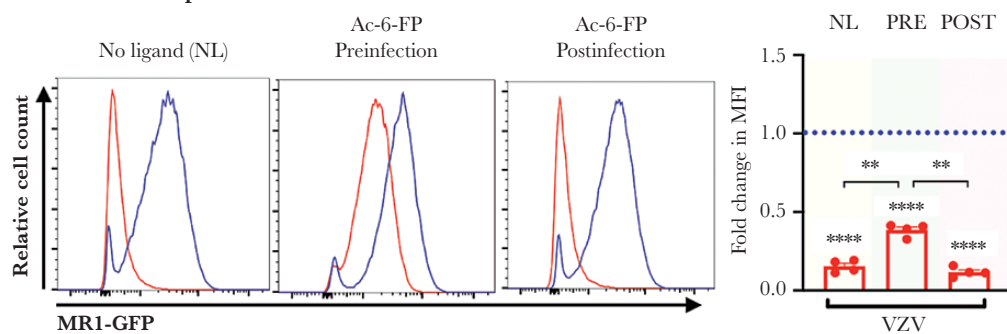 No ligand (NL)
Ac-6-FP
Preinfection
Ac-6-FP
Postinfection
Relative cell count
MR1-GFP
NL PRE POST
Fold change in MFI
1.5
1.0
0.5
0.0
** **
****
****
****
VZV